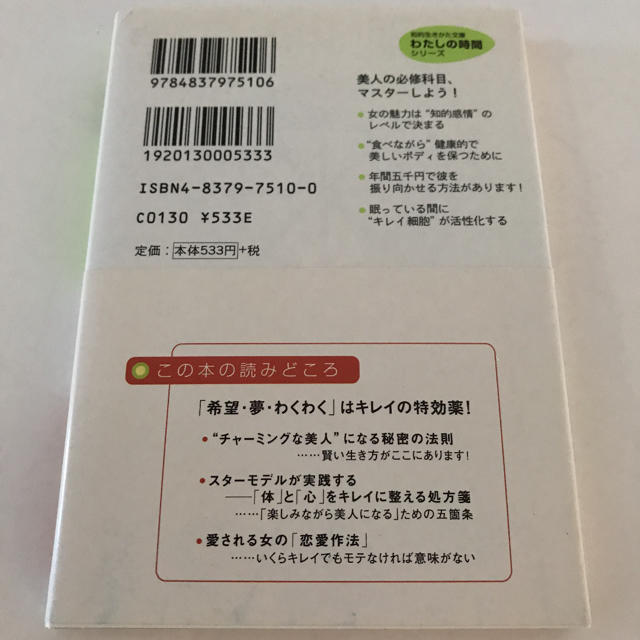 知的生きかた文庫
わたしの時間
シリーズ
9784837975106
1920130005333
ISBN4-8379-7510-0
C0130 ¥533E
定価：本体533円+税
美人の必修科目、
マスターしよう！
●女の魅力は“知的感情”の
レベルで決まる
●“食べながら”健康的で
美しいボディを保つために
●年間五千円で彼を
振り向かせる方法があります！
●眠っている間に
“キレイ細胞”が活性化する
この本の読みどころ
「希望・夢・わくわく」はキレイの特効薬！
●“チャーミングな美人”になる秘密の法則
……賢い生き方がここにあります！
●スターモデルが実践する
──「体」と「心」をキレイに整える処方箋
……「楽しみながら美人になる」ための五箇条
●愛される女の「恋愛作法」
……いくらキレイでもモテなければ意味がない